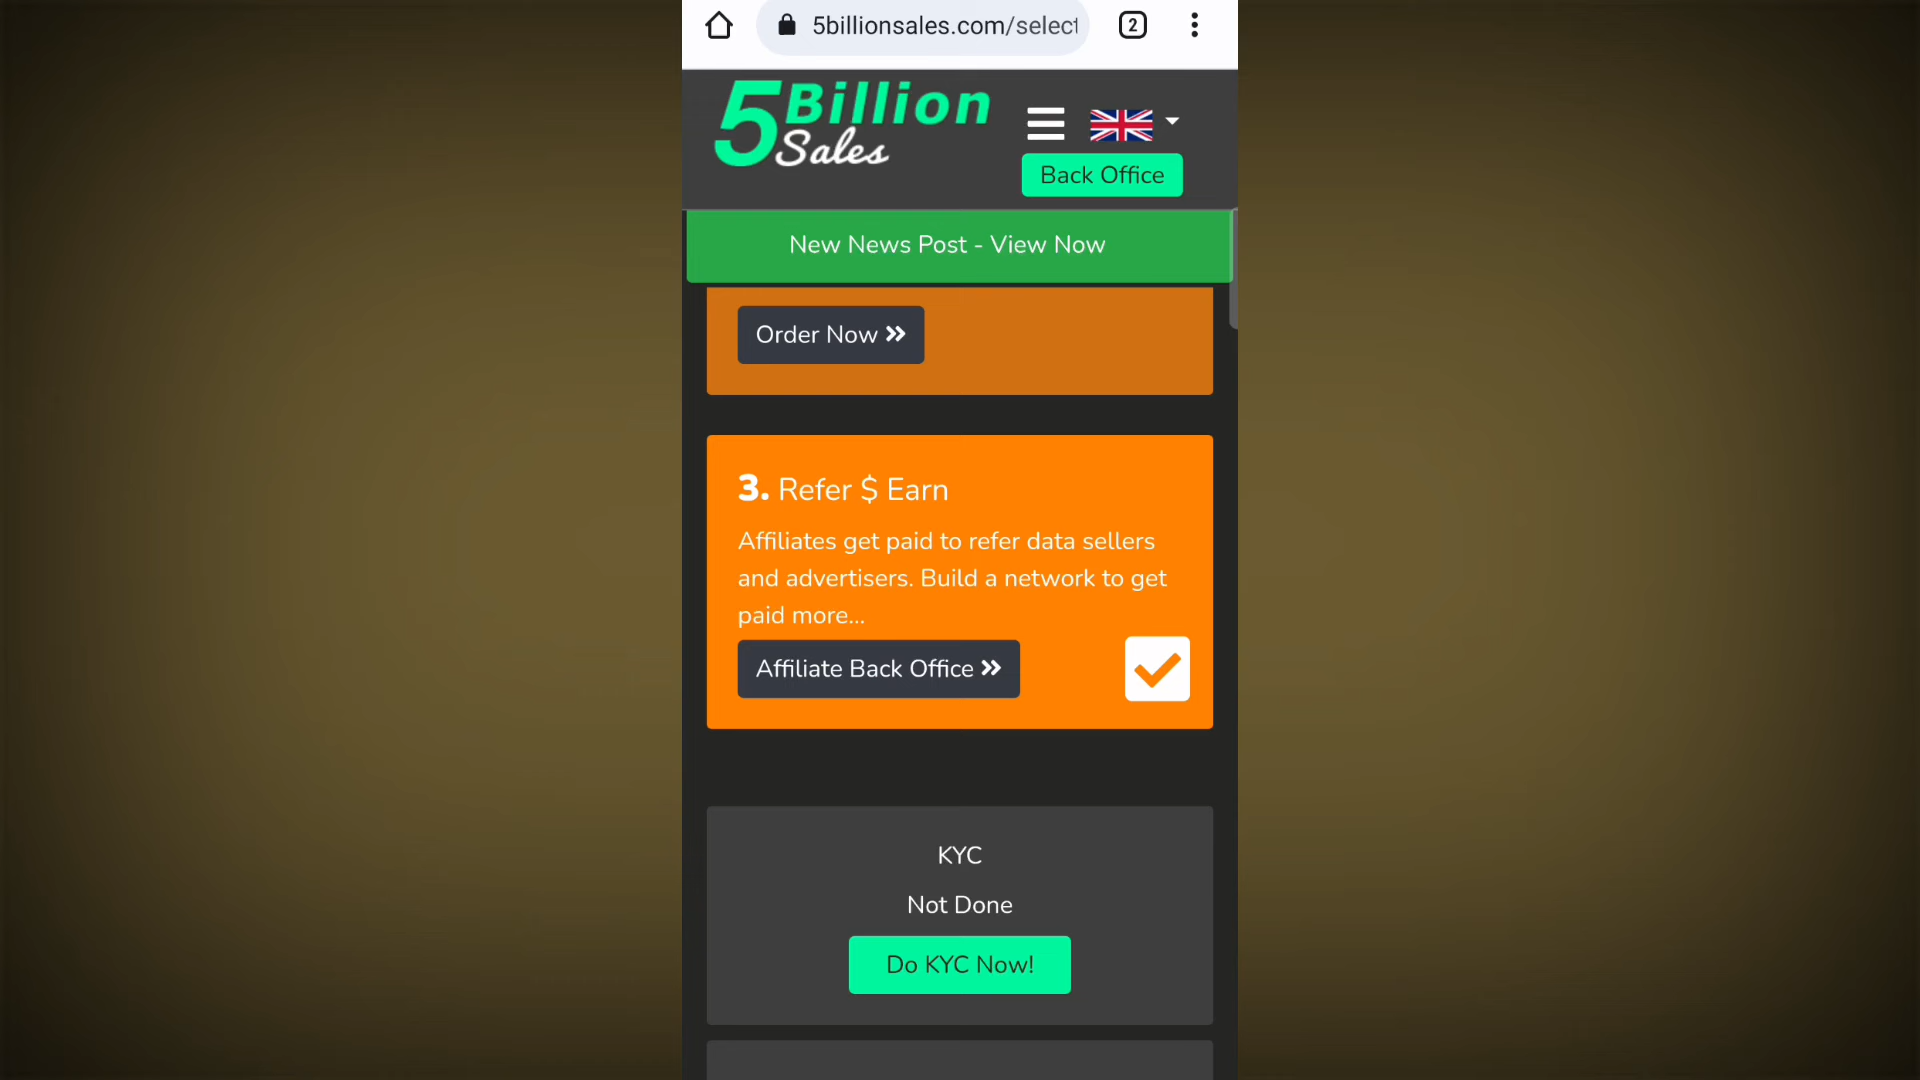 5billionsales.com/select
2
5 Billion
Sales
Back Office
New News Post - View Now
Order Now »
3. Refer $ Earn
Affiliates get paid to refer data sellers
and advertisers. Build a network to get
paid more...
Affiliate Back Office »
KYC
Not Done
Do KYC Now!